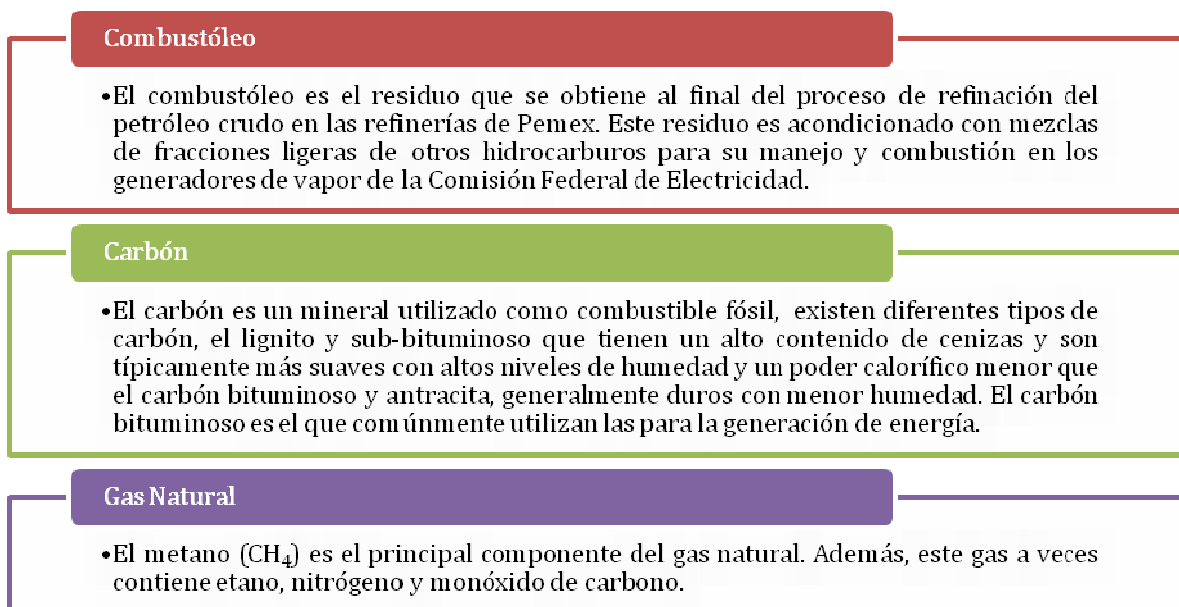 Combustóleo
•El combustóleo es el residuo que se obtiene al final del proceso de refinación del
petróleo crudo en las refinerías de Pemex. Este residuo es acondicionado con mezclas
de fracciones ligeras de otros hidrocarburos para su manejo y combustión en los
generadores de vapor de la Comisión Federal de Electricidad.
Carbón
•El carbón es un mineral utilizado como combustible fósil, existen diferentes tipos de
carbón, el lignito y sub-bituminoso que tienen un alto contenido de cenizas y son
típicamente más suaves con altos niveles de humedad y un poder calorífico menor que
el carbón bituminoso y antracita, generalmente duros con menor humedad. El carbón
bituminoso es el que comúnmente utilizan las para la generación de energía.
Gas Natural
•El metano (CH₄) es el principal componente del gas natural. Además, este gas a veces
contiene etano, nitrógeno y monóxido de carbono.